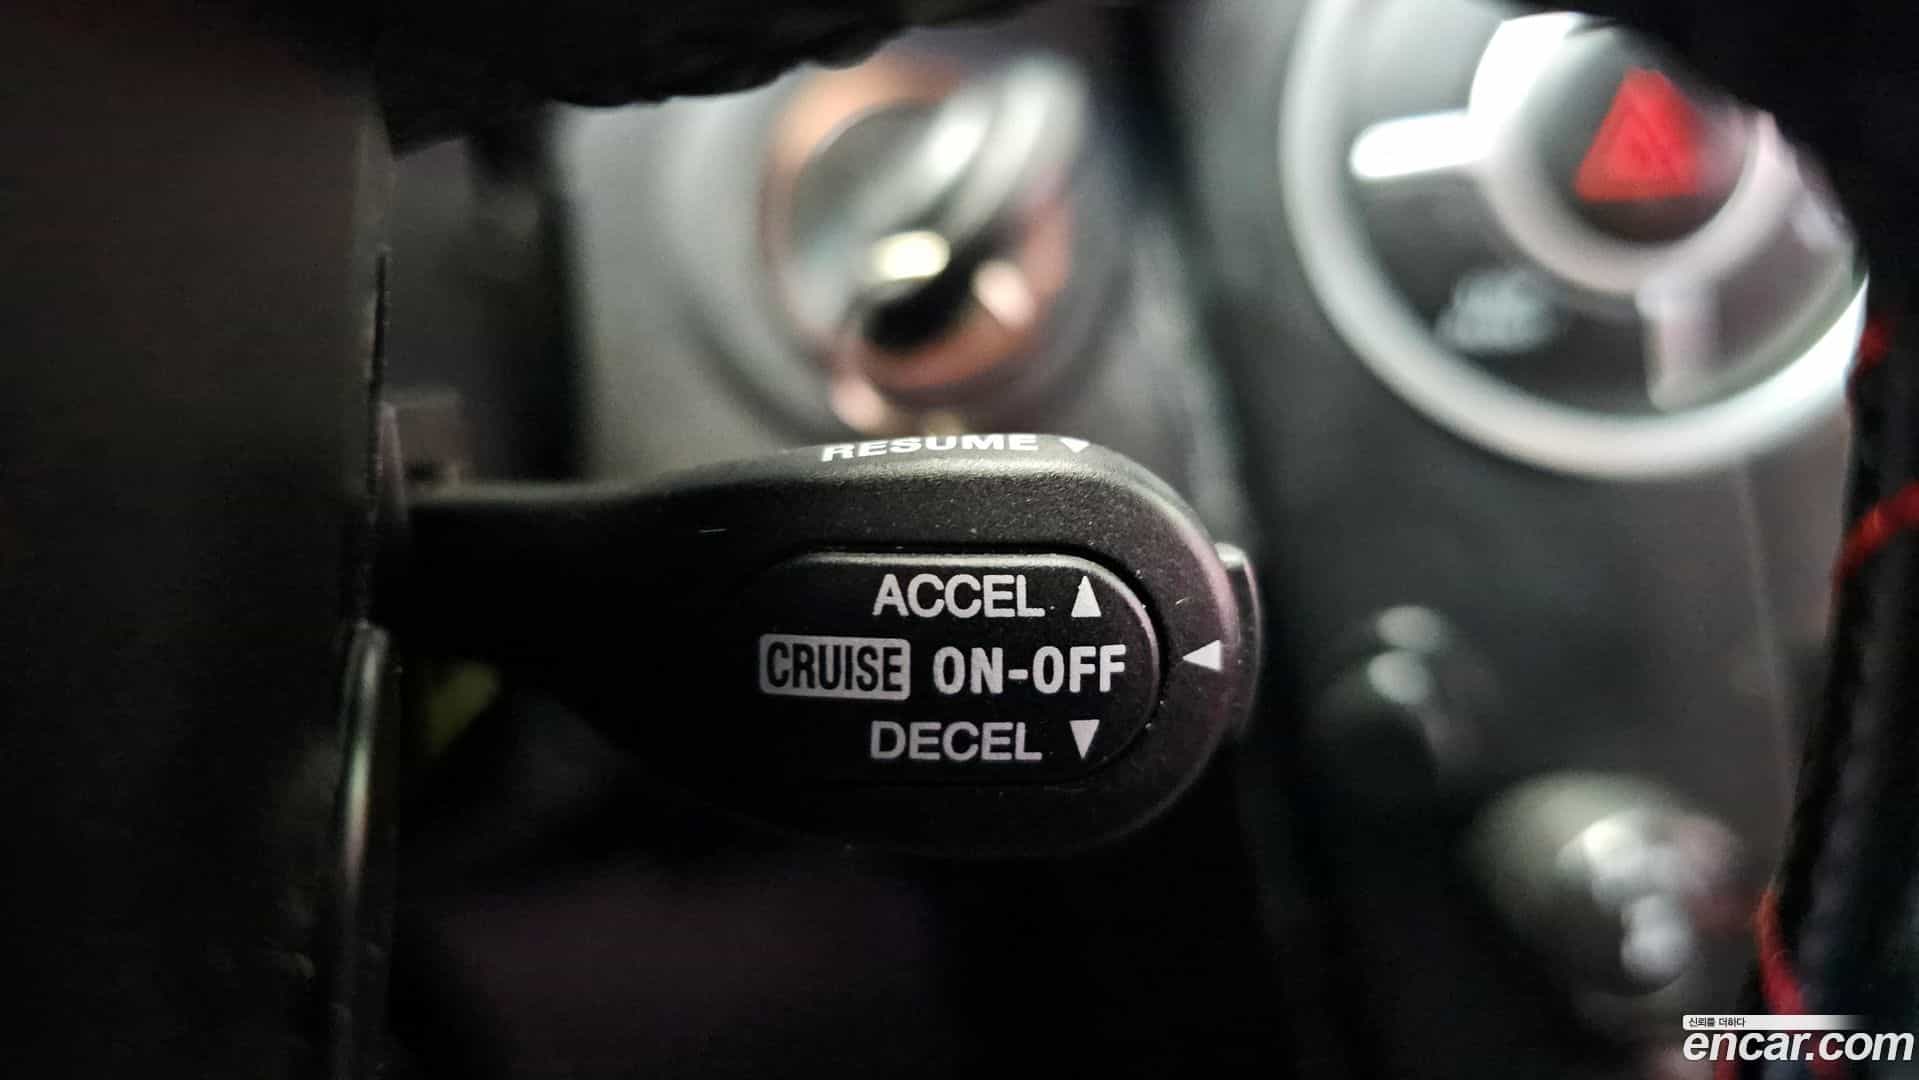 RESUME ▼
ACCEL ▲
CRUISE ON-OFF ◀
DECEL ▼
신뢰를 더하다
encar.com